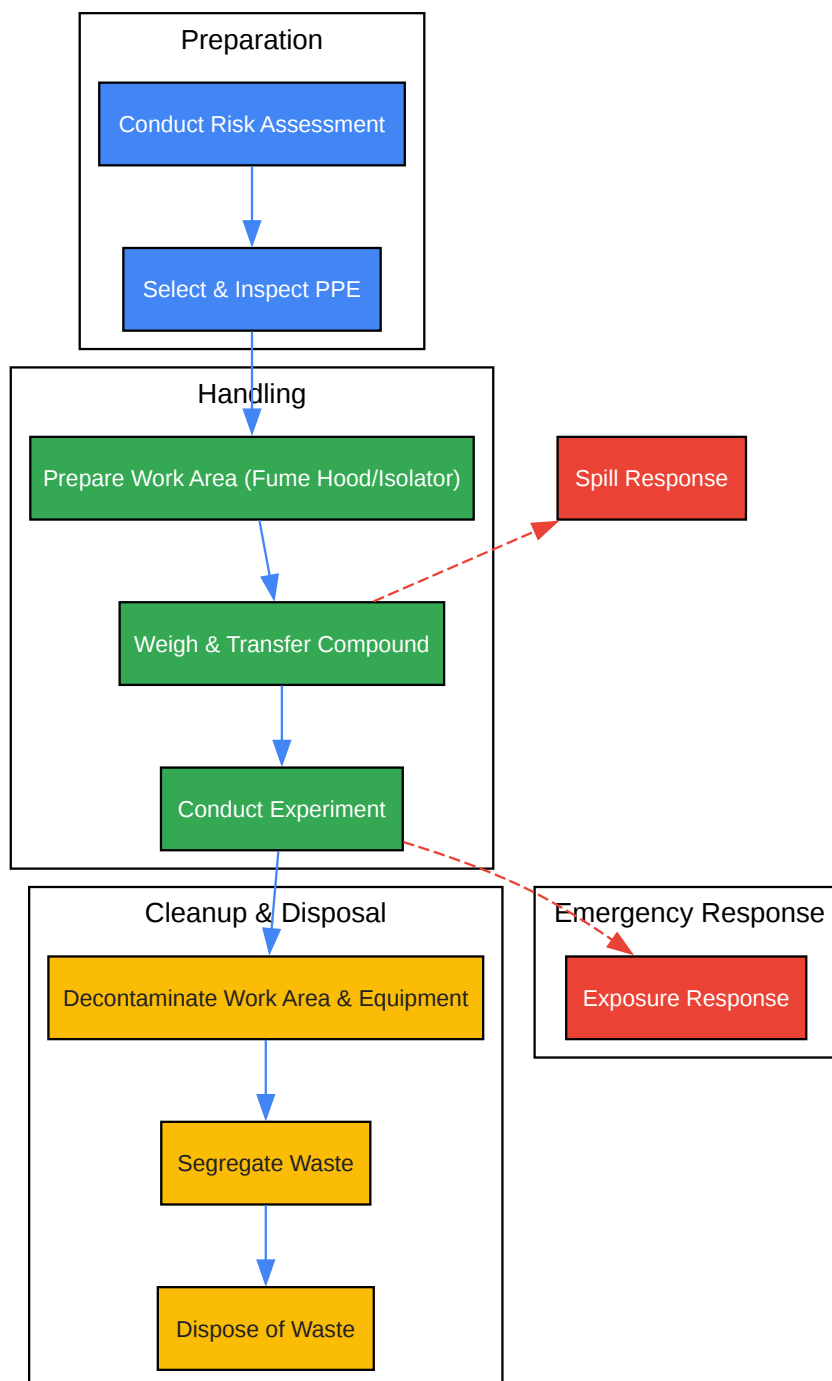 Preparation
Conduct Risk Assessment
Select & Inspect PPE
Handling
Prepare Work Area (Fume Hood/Isolator)
Spill Response
Weigh & Transfer Compound
Conduct Experiment
Cleanup & Disposal
Emergency Response
Decontaminate Work Area & Equipment
Exposure Response
Segregate Waste
Dispose of Waste